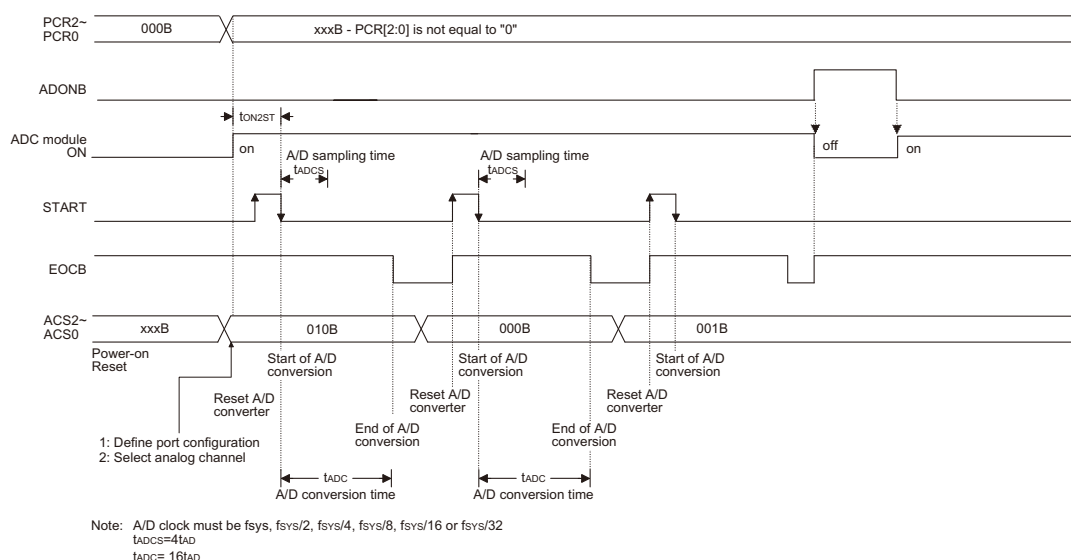 PCR2~
PCR0
000B
xxxB - PCR[2:0] is not equal to "0"
ADONB
tON2ST
ADC module
ON
on
off
on
A/D sampling time
tADCS
A/D sampling time
tADCS
START
EOCB
ACS2~
ACS0
xxxB
010B
000B
001B
Power-on
Reset
Start of A/D
conversion
Start of A/D
conversion
Start of A/D
conversion
Reset A/D
converter
Reset A/D
converter
Reset A/D
converter
End of A/D
conversion
End of A/D
conversion
1: Define port configuration
2: Select analog channel
tADC
A/D conversion time
tADC
A/D conversion time
Note: A/D clock must be fsys, fSYS/2, fSYS/4, fSYS/8, fSYS/16 or fSYS/32
tADCS=4tAD
tADC= 16tAD